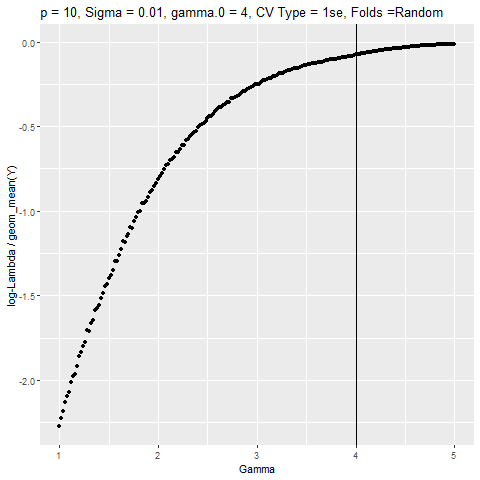 p = 10, Sigma = 0.01, gamma.0 = 4, CV Type = 1se, Folds =Random
log-Lambda / geom_mean(Y)
0.0
-0.5
-1.0
-1.5
-2.0
1 2 3 4 5
Gamma